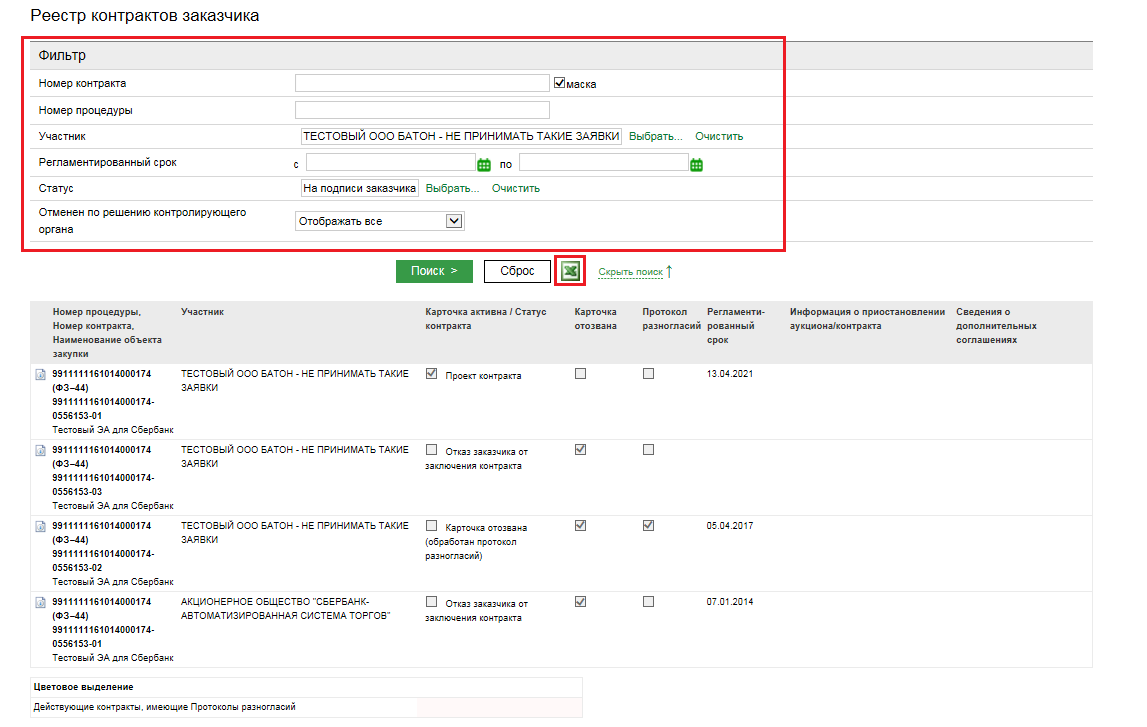 Реестр контрактов заказчика
Фильтр
Номер контракта
маска
Номер процедуры
Участник ТЕСТОВЫЙ ООО БАТОН - НЕ ПРИНИМАТЬ ТАКИЕ ЗАЯВКИ Выбрать... Очистить
Регламентированный срок с по
Статус На подписи заказчика Выбрать... Очистить
Отменен по решению контролирующего
органа
Отображать все
Поиск > Сброс Скрыть поиск ↑
Номер процедуры,
Номер контракта,
Наименование объекта
закупки
Участник
Карточка активна / Статус
контракта
Карточка
отозвана
Протокол
разногласий
Регламенти-
рованный
срок
Информация о приостановлении
аукциона/контракта
Сведения о
дополнительных
соглашениях
9911111161014000174
(ФЗ–44)
9911111161014000174-
0556153-01
Тестовый ЭА для Сбербанк
ТЕСТОВЫЙ ООО БАТОН - НЕ ПРИНИМАТЬ ТАКИЕ
ЗАЯВКИ
Проект контракта
13.04.2021
9911111161014000174
(ФЗ–44)
9911111161014000174-
0556153-03
Тестовый ЭА для Сбербанк
ТЕСТОВЫЙ ООО БАТОН - НЕ ПРИНИМАТЬ ТАКИЕ
ЗАЯВКИ
Отказ заказчика от
заключения контракта
9911111161014000174
(ФЗ–44)
9911111161014000174-
0556153-02
Тестовый ЭА для Сбербанк
ТЕСТОВЫЙ ООО БАТОН - НЕ ПРИНИМАТЬ ТАКИЕ
ЗАЯВКИ
Карточка отозвана
(обработан протокол
разногласий)
05.04.2017
9911111161014000174
(ФЗ–44)
9911111161014000174-
0556153-01
Тестовый ЭА для Сбербанк
АКЦИОНЕРНОЕ ОБЩЕСТВО "СБЕРБАНК-
АВТОМАТИЗИРОВАННАЯ СИСТЕМА ТОРГОВ"
Отказ заказчика от
заключения контракта
07.01.2014
Цветовое выделение
Действующие контракты, имеющие Протоколы разногласий